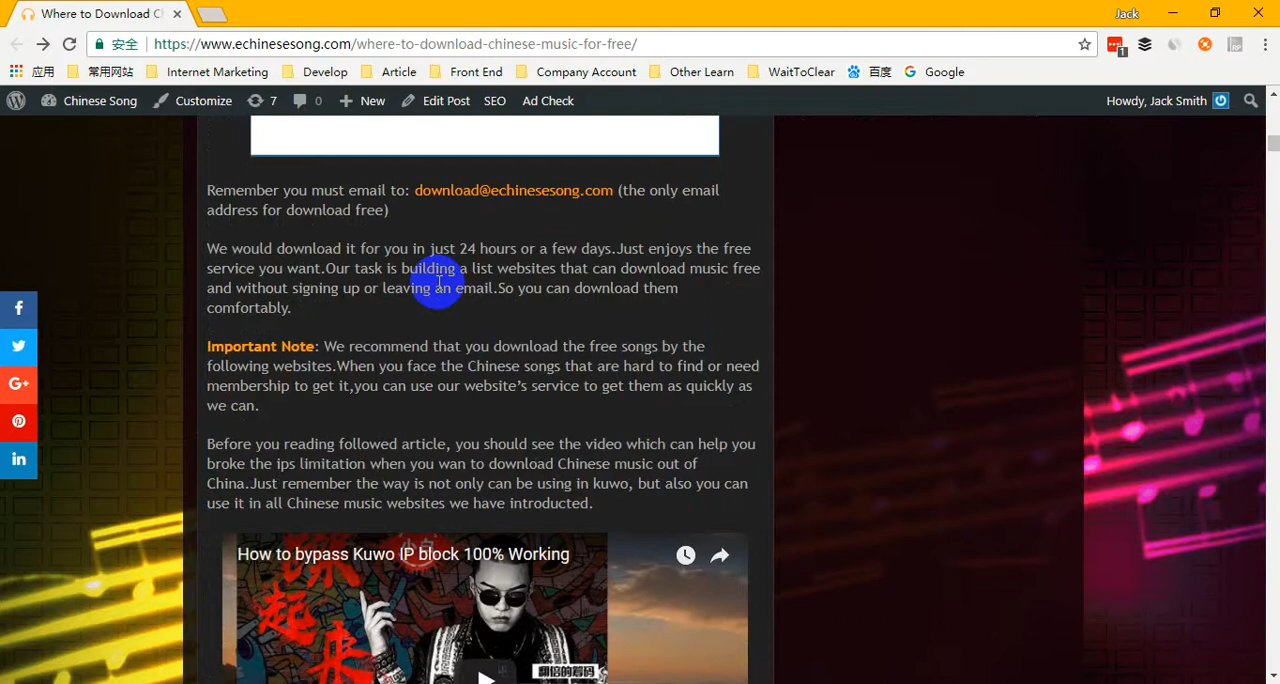 Where to Download C
Jack
安全
https://www.echinesesong.com/where-to-download-chinese-music-for-free/
1
RP
应用 常用网站 Internet Marketing Develop Article Front End Company Account Other Learn WaitToClear 百度 Google
Chinese Song Customize 7 0 New Edit Post SEO Ad Check Howdy, Jack Smith
Remember you must email to: download@echinesesong.com (the only email
address for download free)
We would download it for you in just 24 hours or a few days.Just enjoys the free
service you want.Our task is building a list websites that can download music free
and without signing up or leaving an email.So you can download them
comfortably.
Important Note: We recommend that you download the free songs by the
following websites.When you face the Chinese songs that are hard to find or need
membership to get it,you can use our website's service to get them as quickly as
we can.
Before you reading followed article, you should see the video which can help you
broke the ips limitation when you wan to download Chinese music out of
China.Just remember the way is not only can be using in kuwo, but also you can
use it in all Chinese music websites we have introducted.
How to bypass Kuwo IP block 100% Working
起
来
翻倍的筹码
f
G+
in